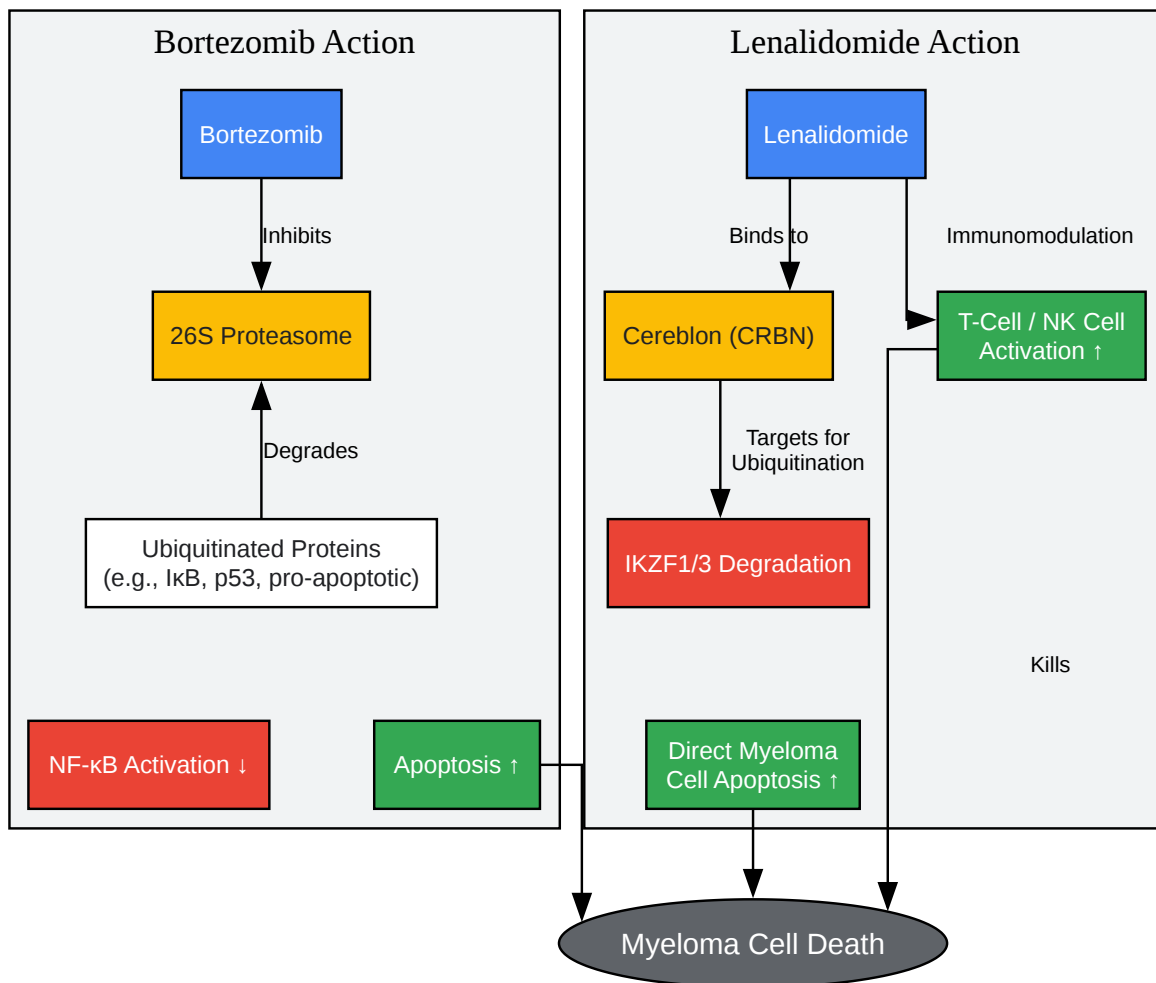 Bortezomib Action
Bortezomib
Inhibits
26S Proteasome
Degrades
Ubiquitinated Proteins
(e.g., IκB, p53, pro-apoptotic)
NF-κB Activation ↓
Apoptosis ↑
Lenalidomide Action
Lenalidomide
Binds to
Immunomodulation
Cereblon (CRBN)
T-Cell / NK Cell
Activation ↑
Targets for
Ubiquitination
IKZF1/3 Degradation
Kills
Direct Myeloma
Cell Apoptosis ↑
Myeloma Cell Death